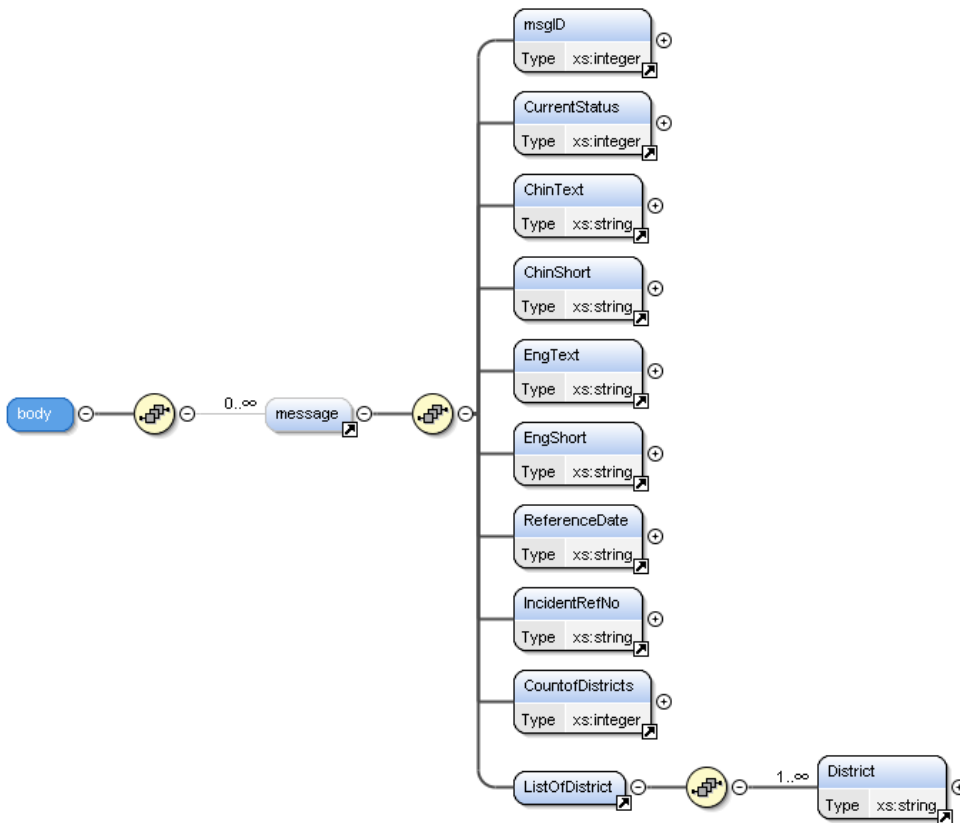 msgID
Type xs:integer
CurrentStatus
Type xs:integer
ChinText
Type xs:string
ChinShort
Type xs:string
EngText
Type xs:string
body
0..∞
message
EngShort
Type xs:string
ReferenceDate
Type xs:string
IncidentRefNo
Type xs:string
CountofDistricts
Type xs:integer
ListOfDistrict
1..∞
District
Type xs:string